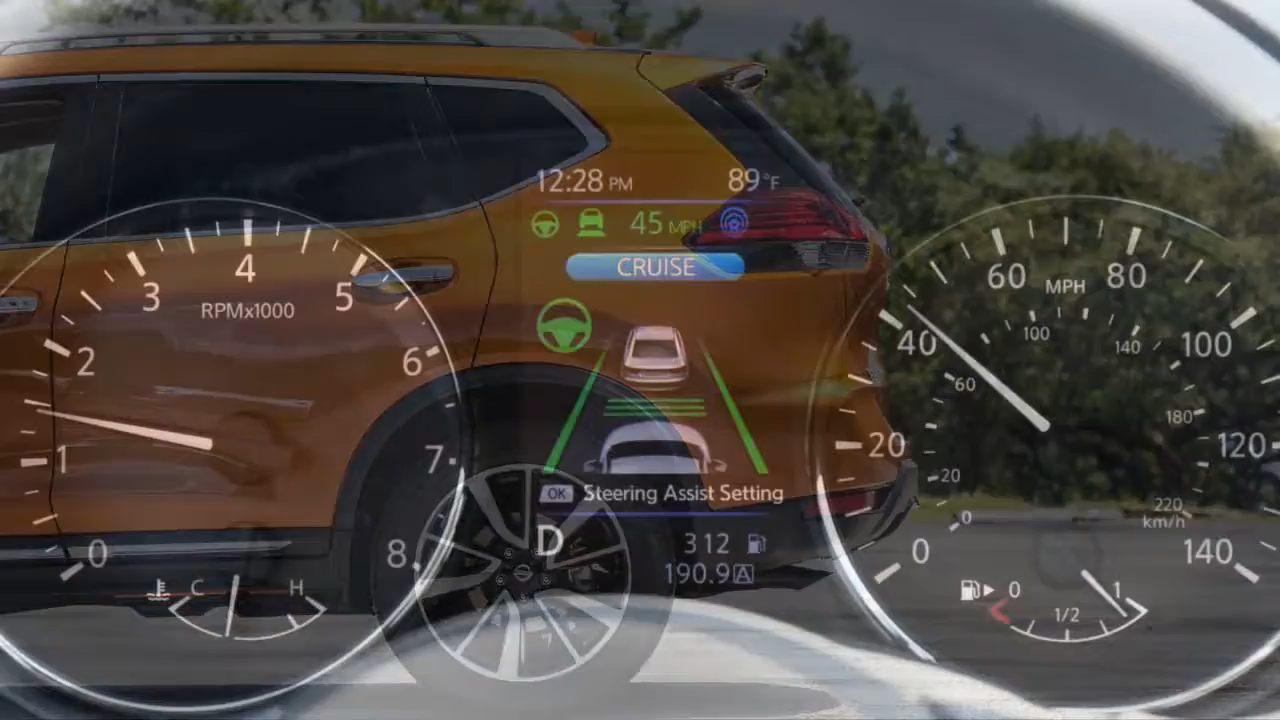 12:28 PM 89 °F
45 MPH
CRUISE
OK Steering Assist Setting
D
312
190.9 A
0
1
2
3
4
5
6
7
8
RPMx1000
C H
0
20
40
60
80
100
120
140
MPH
0
20
60
100
140
180
220
km/h
0 1/2 1